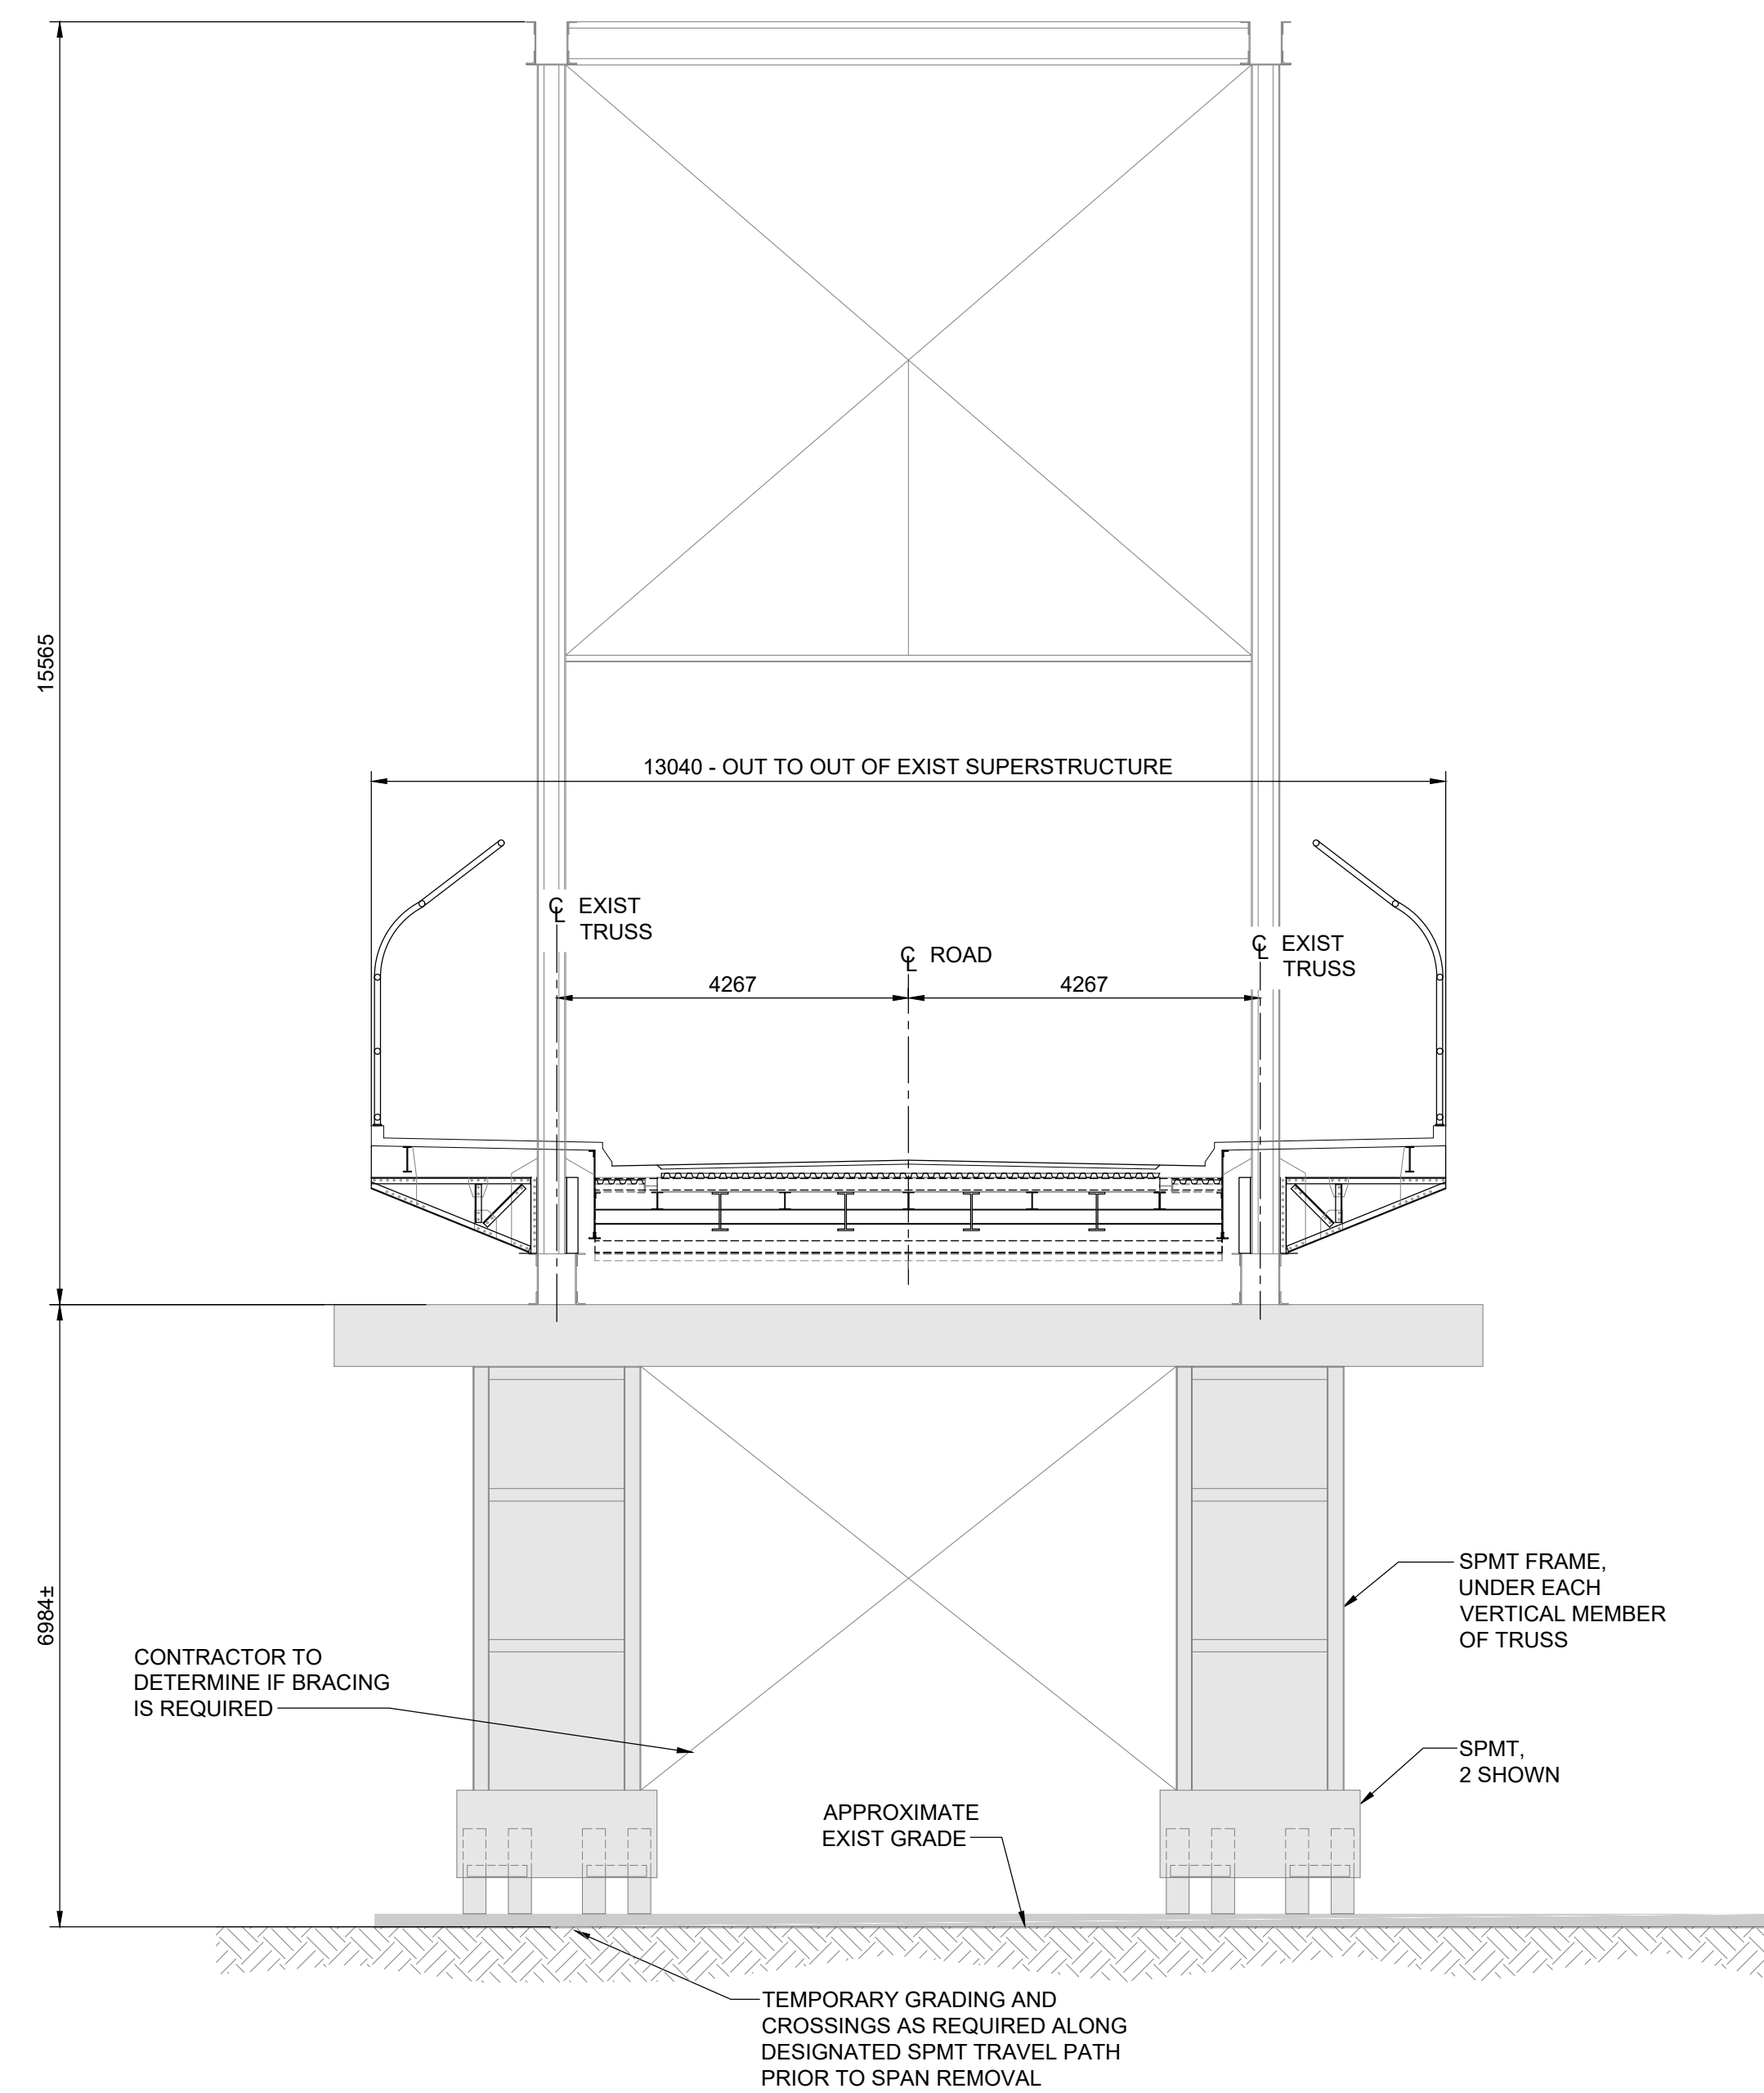 15565
13040 - OUT TO OUT OF EXIST SUPERSTRUCTURE
CL EXIST
TRUSS
CL ROAD
CL EXIST
TRUSS
4267
4267
6984±
SPMT FRAME,
UNDER EACH
VERTICAL MEMBER
OF TRUSS
CONTRACTOR TO
DETERMINE IF BRACING
IS REQUIRED
SPMT,
2 SHOWN
APPROXIMATE
EXIST GRADE
TEMPORARY GRADING AND
CROSSINGS AS REQUIRED ALONG
DESIGNATED SPMT TRAVEL PATH
PRIOR TO SPAN REMOVAL